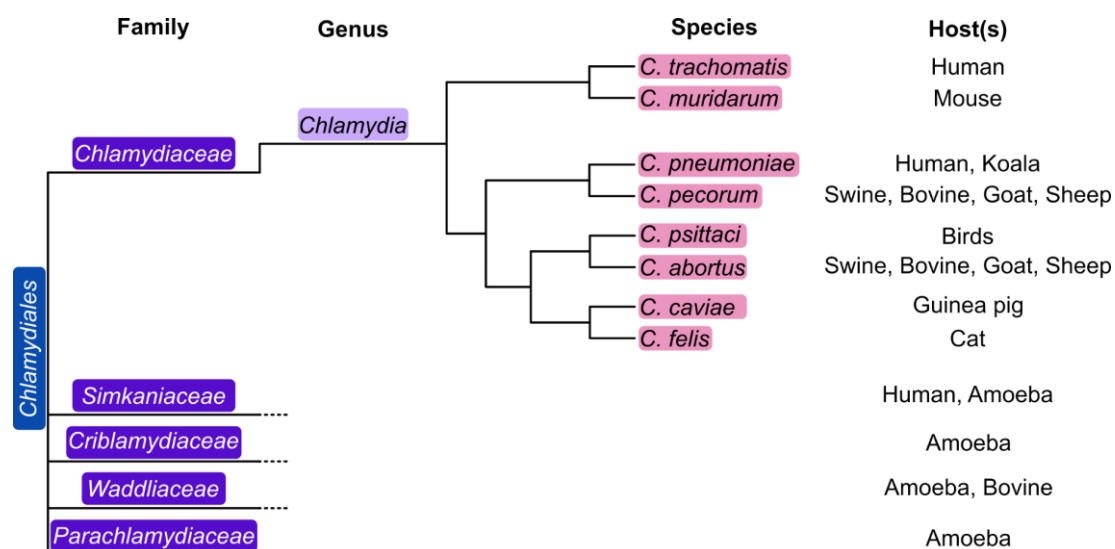 Family Genus Species Host(s)
C. trachomatis Human
C. muridarum Mouse
Chlamydia
Chlamydiaceae
C. pneumoniae Human, Koala
C. pecorum Swine, Bovine, Goat, Sheep
C. psittaci Birds
C. abortus Swine, Bovine, Goat, Sheep
C. caviae Guinea pig
C. felis Cat
Chlamydiales
Simkaniaceae Human, Amoeba
Criblamydiaceae Amoeba
Waddliaceae Amoeba, Bovine
Parachlamydiaceae Amoeba